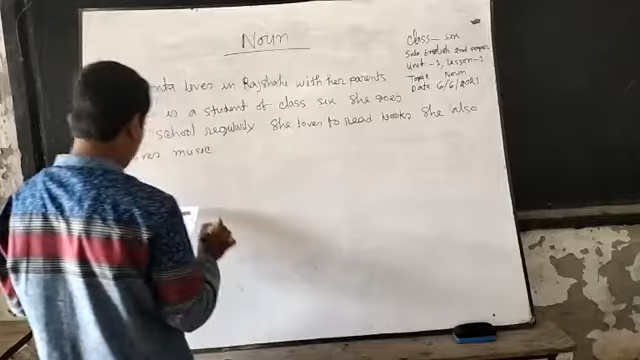 Noun
Class - six
Sub: English 2nd paper
Unit - 1, Lesson - 1
Topic Noun
Date: 6/6/2021
lives in Rajshahi with her parents
is a student of class six She goes
school regularly She loves to read books She also
music